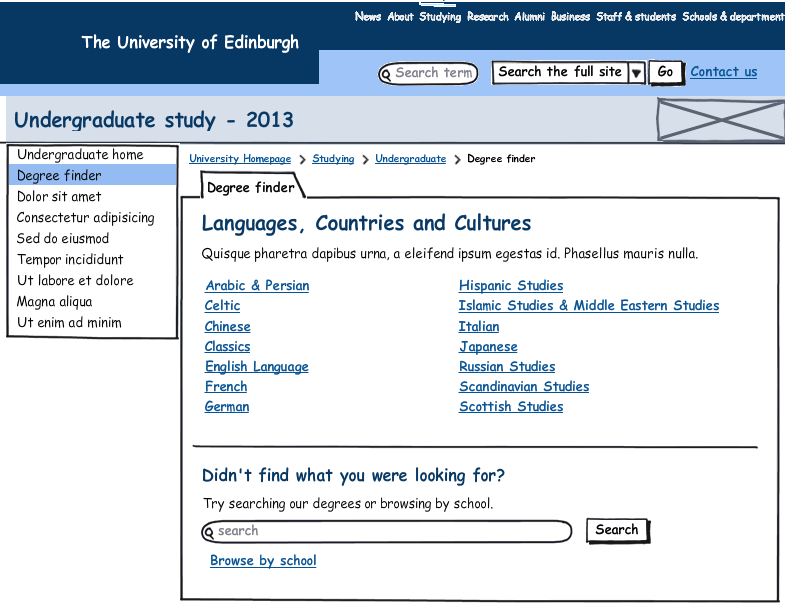 News About Studying Research Alumni Business Staff & students Schools & department
The University of Edinburgh
Search term
Search the full site
Go
Contact us
Undergraduate study - 2013
Undergraduate home
Degree finder
Dolor sit amet
Consectetur adipisicing
Sed do eiusmod
Tempor incididunt
Ut labore et dolore
Magna aliqua
Ut enim ad minim
University Homepage > Studying > Undergraduate > Degree finder
Degree finder
Languages, Countries and Cultures
Quisque pharetra dapibus urna, a eleifend ipsum egestas id. Phasellus mauris nulla.
Arabic & Persian
Celtic
Chinese
Classics
English Language
French
German
Hispanic Studies
Islamic Studies & Middle Eastern Studies
Italian
Japanese
Russian Studies
Scandinavian Studies
Scottish Studies
Didn't find what you were looking for?
Try searching our degrees or browsing by school.
search
Search
Browse by school